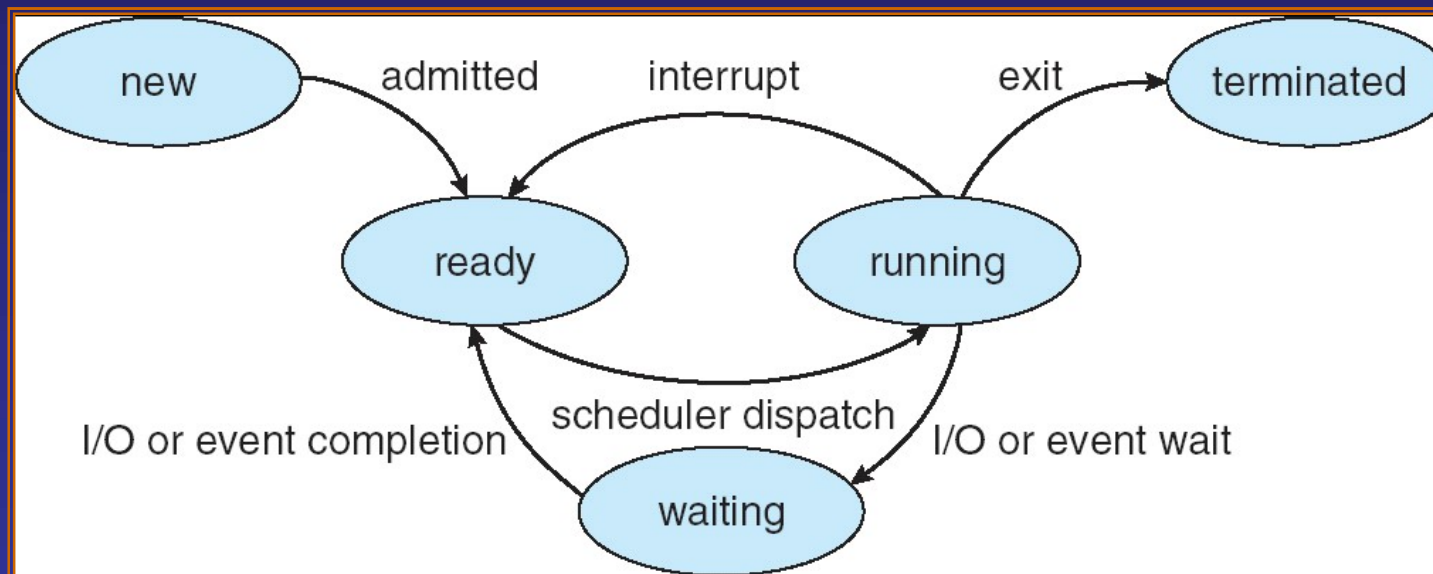 new
admitted
interrupt
exit
terminated
ready
running
scheduler dispatch
I/O or event completion
I/O or event wait
waiting